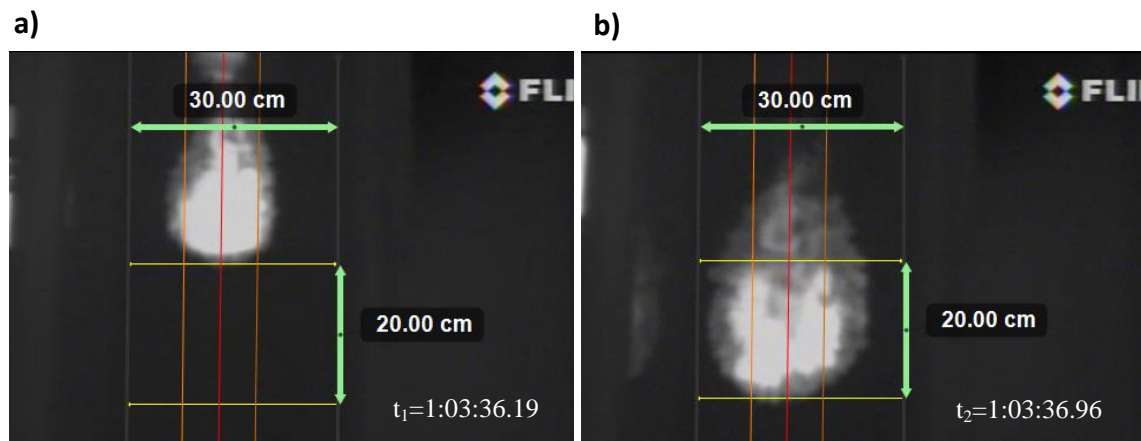 a)
b)
30.00 cm
FLI
20.00 cm
t₁=1:03:36.19
30.00 cm
FLI
20.00 cm
t₂=1:03:36.96